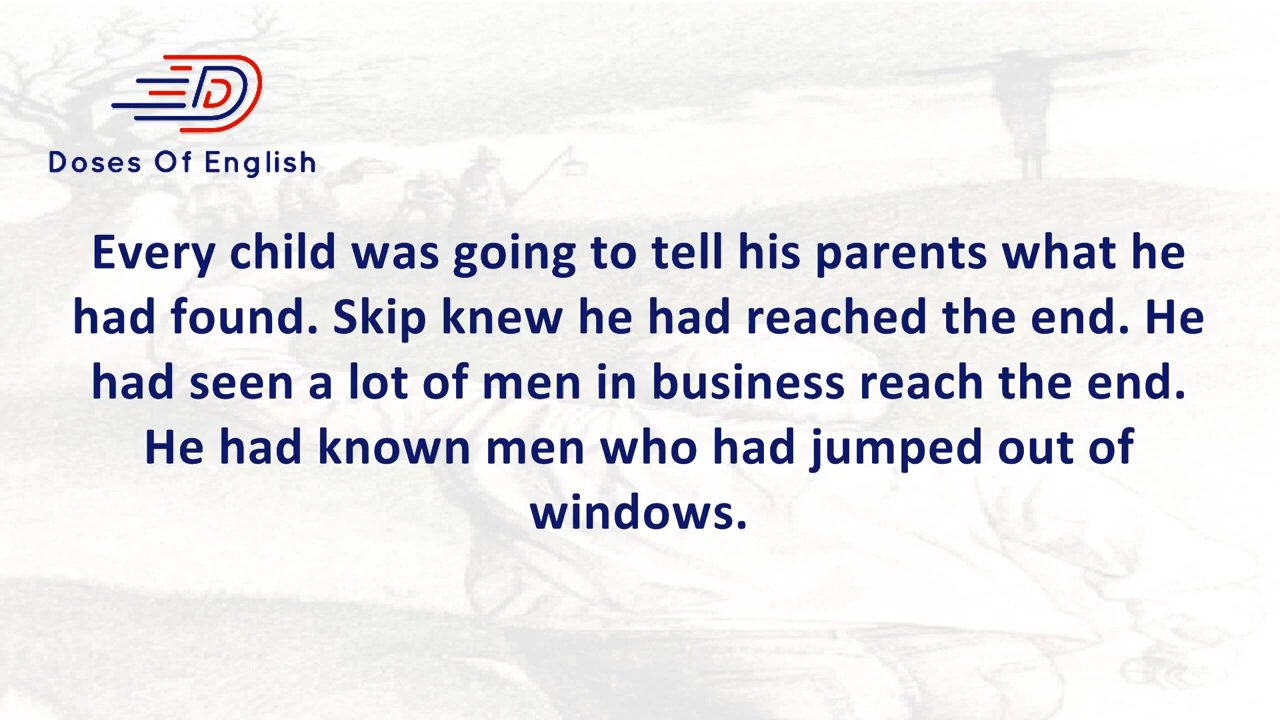 Doses Of English
Every child was going to tell his parents what he
had found. Skip knew he had reached the end. He
had seen a lot of men in business reach the end.
He had known men who had jumped out of
windows.